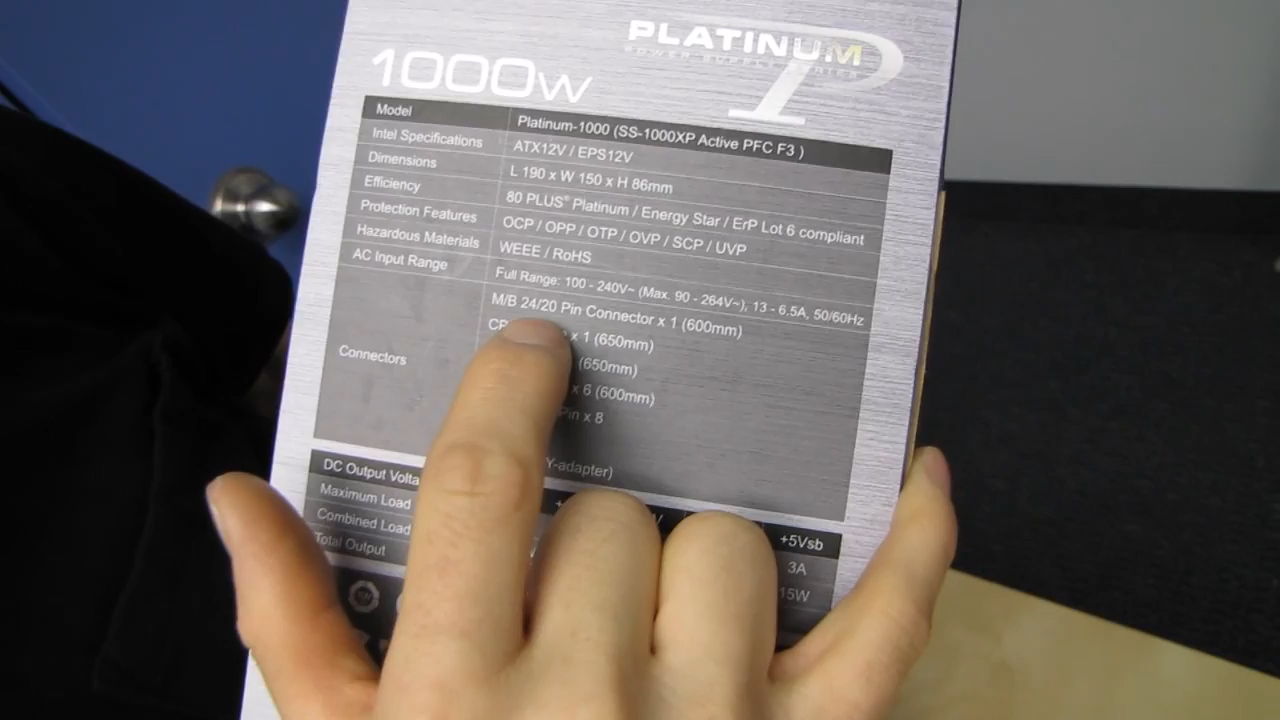 PLATINUM
POWER SUPPLY SERIES
1000W
Model Platinum-1000 (SS-1000XP Active PFC F3 )
Intel Specifications ATX12V / EPS12V
Dimensions L 190 x W 150 x H 86mm
Efficiency 80 PLUS® Platinum / Energy Star / ErP Lot 6 compliant
Protection Features OCP / OPP / OTP / OVP / SCP / UVP
Hazardous Materials WEEE / RoHS
AC Input Range Full Range: 100 - 240V~ (Max. 90 - 264V~), 13 - 6.5A, 50/60Hz
Connectors M/B 24/20 Pin Connector x 1 (600mm)
x 1 (650mm)
(650mm)
x 6 (600mm)
Pin x 8
Y-adapter)
DC Output +5Vsb
Maximum Load 3A
Combined Load 15W
Total Output